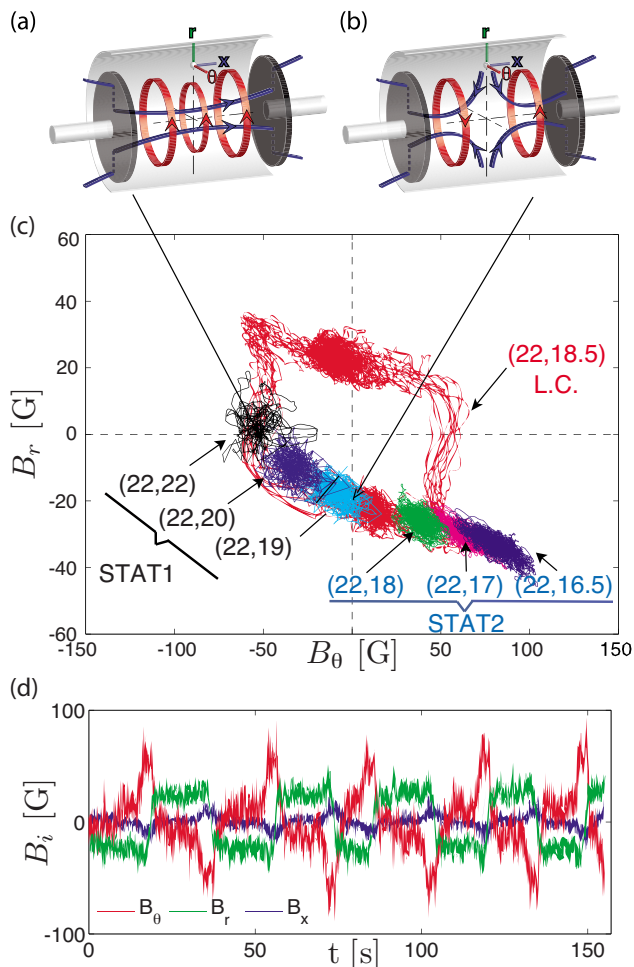 (a)
(b)
r
x
θ
r
x
θ
(c)
60
40
20
0
-20
-40
-60
B_r [G]
(22,18.5)
L.C.
(22,22)
(22,20)
(22,19)
STAT1
(22,18)
(22,17)
(22,16.5)
STAT2
-150
-100
-50
0
50
100
150
B_θ [G]
(d)
100
0
-100
B_i [G]
B_θ
B_r
B_x
0
50
100
150
t [s]